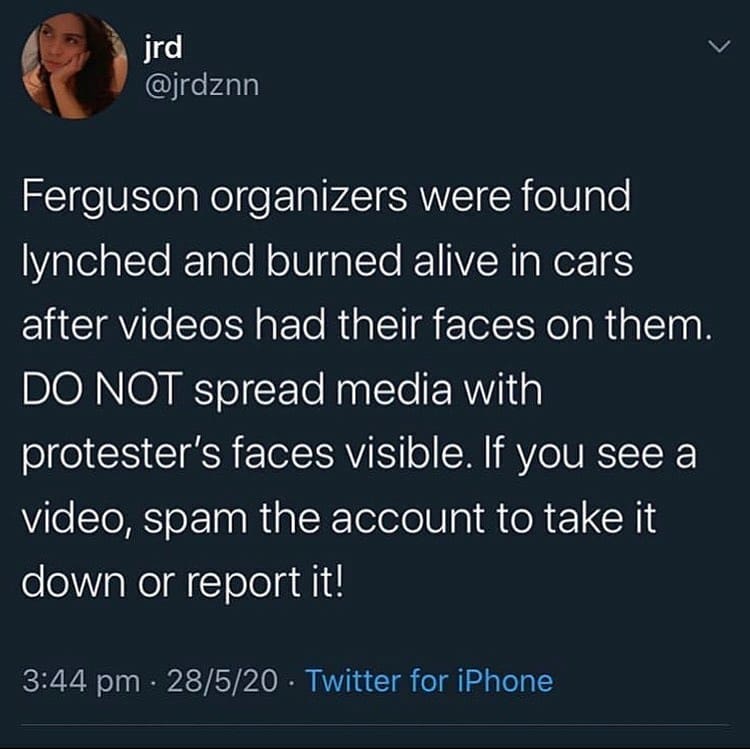 jrd
@jrdznn
Ferguson organizers were found
lynched and burned alive in cars
after videos had their faces on them.
DO NOT spread media with
protester’s faces visible. If you see a
video, spam the account to take it
down or report it!
3:44 pm · 28/5/20 · Twitter for iPhone